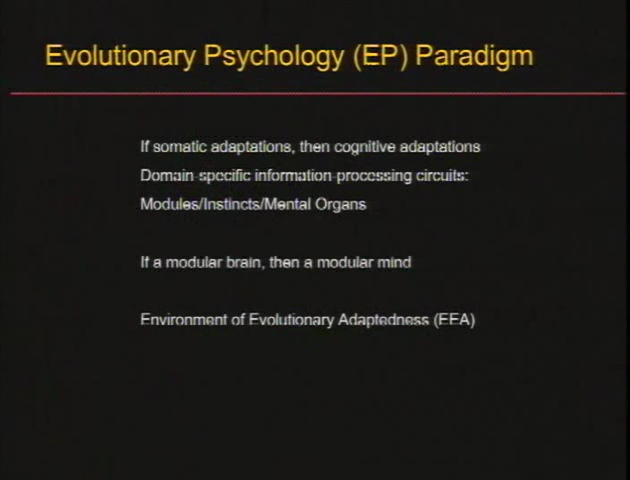 Evolutionary Psychology (EP) Paradigm
If somatic adaptations, then cognitive adaptations
Domain-specific information-processing circuits:
Modules/Instincts/Mental Organs
If a modular brain, then a modular mind
Environment of Evolutionary Adaptedness (EEA)